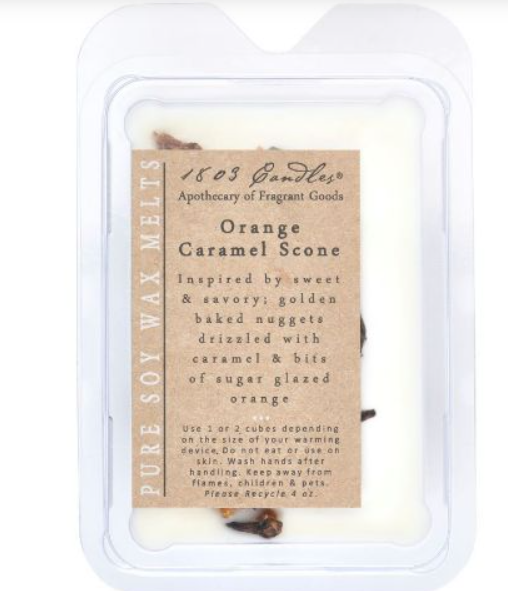 1803 Candles®
Apothecary of Fragrant Goods
Orange
Caramel Scone
Inspired by sweet
& savory; golden
baked nuggets
drizzled with
caramel & bits
of sugar glazed
orange
Use 1 or 2 cubes depending
on the size of your warming
device. Do not eat or use on
skin. Wash hands after
handling. Keep away from
flames, children & pets.
Please Recycle 4 oz.
PURE SOY WAX MELTS